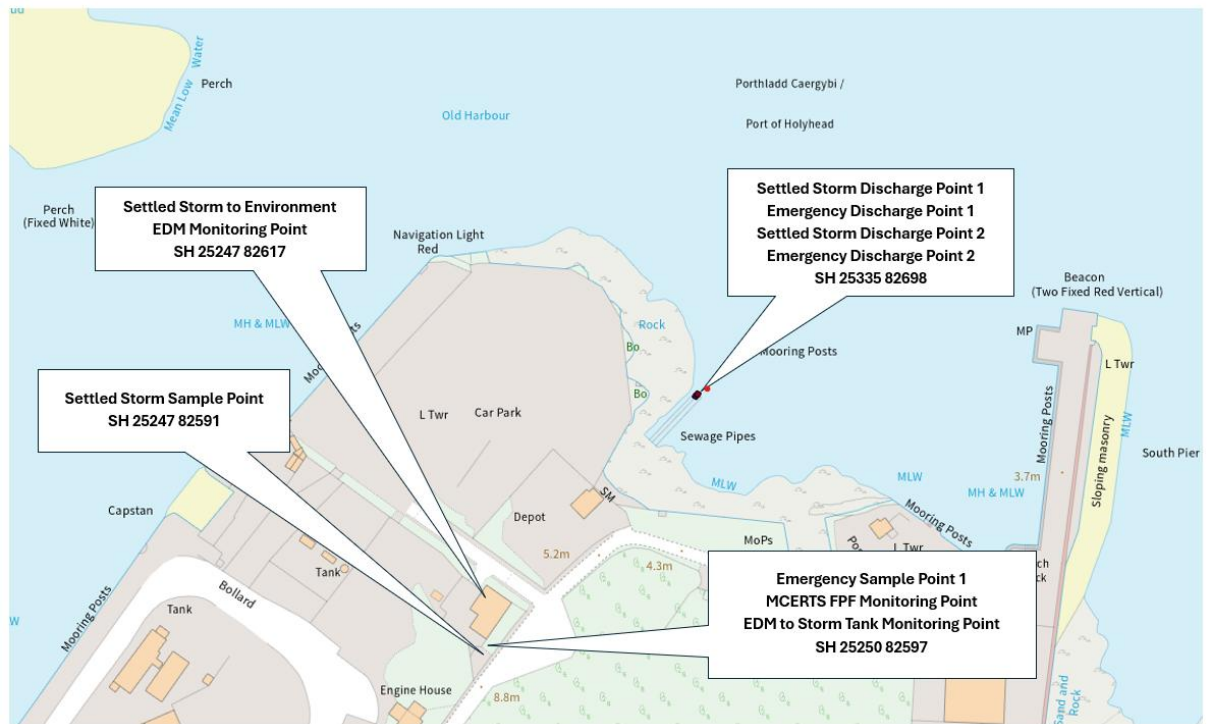 Mean Low Water
Perch
Old Harbour
Porthladd Caergybi /
Port of Holyhead
Perch
(Fixed White)
Settled Storm to Environment
EDM Monitoring Point
SH 25247 82617
Navigation Light
Red
Settled Storm Discharge Point 1
Emergency Discharge Point 1
Settled Storm Discharge Point 2
Emergency Discharge Point 2
SH 25335 82698
Beacon
(Two Fixed Red Vertical)
MH & MLW
Rock
Bo
Mooring Posts
MP
L Twr
Settled Storm Sample Point
SH 25247 82591
L Twr
Car Park
Bo
Sewage Pipes
Mooring Posts
Sloping masonry
MLW
South Pier
MLW
MLW
3.7m
MH & MLW
Capstan
SM
Depot
Mooring Posts
MoPs
L Twr
5.2m
4.3m
Tank
Bollard
Tank
Mooring Posts
Emergency Sample Point 1
MCERTS FPF Monitoring Point
EDM to Storm Tank Monitoring Point
SH 25250 82597
Engine House
8.8m
Sand and
Rock